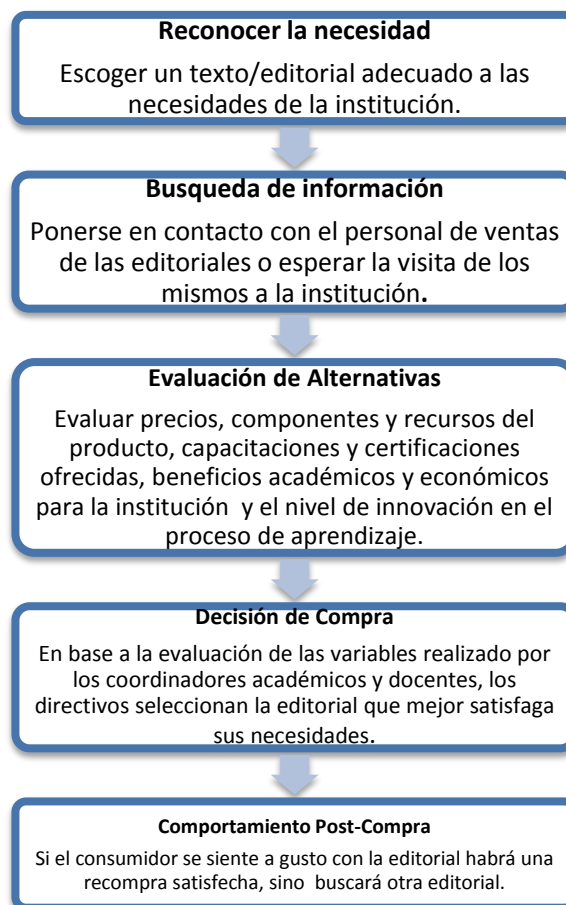 Reconocer la necesidad
Escoger un texto/editorial adecuado a las
necesidades de la institución.
Busqueda de información
Ponerse en contacto con el personal de ventas
de las editoriales o esperar la visita de los
mismos a la institución.
Evaluación de Alternativas
Evaluar precios, componentes y recursos del
producto, capacitaciones y certificaciones
ofrecidas, beneficios académicos y económicos
para la institución y el nivel de innovación en el
proceso de aprendizaje.
Decisión de Compra
En base a la evaluación de las variables realizado por
los coordinadores académicos y docentes, los
directivos seleccionan la editorial que mejor satisfaga
sus necesidades.
Comportamiento Post-Compra
Si el consumidor se siente a gusto con la editorial habrá una
recompra satisfecha, sino buscará otra editorial.